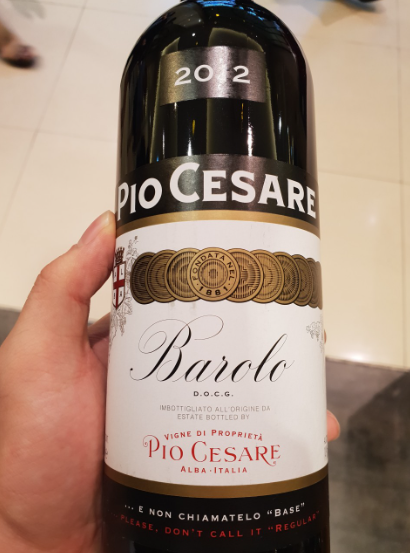 2012
PIO CESARE
FONDATA NEL 1881
Barolo
D.O.C.G.
IMBOTTIGLIATO ALL'ORIGINE DA
ESTATE BOTTLED BY
VIGNE DI PROPRIETÀ
PIO CESARE
ALBA - ITALIA
... E NON CHIAMATELO "BASE"
PLEASE, DON'T CALL IT "REGULAR"